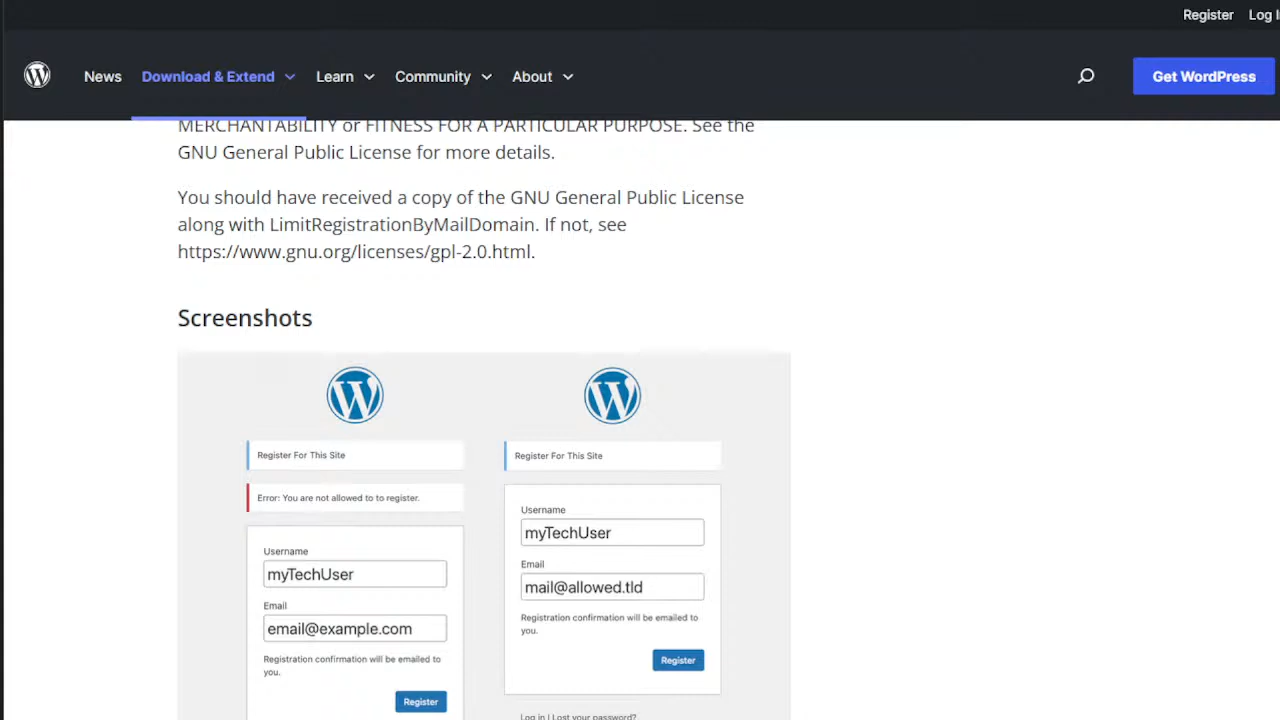 Register Log I
News Download & Extend Learn Community About Get WordPress
MERCHANTABILITY or FITNESS FOR A PARTICULAR PURPOSE. See the
GNU General Public License for more details.
You should have received a copy of the GNU General Public License
along with LimitRegistrationByMailDomain. If not, see
https://www.gnu.org/licenses/gpl-2.0.html.
Screenshots
Register For This Site
Error: You are not allowed to to register.
Username
myTechUser
Email
email@example.com
Registration confirmation will be emailed to
you.
Register
Register For This Site
Username
myTechUser
Email
mail@allowed.tld
Registration confirmation will be emailed to
you.
Register
Log in | Lost your password?